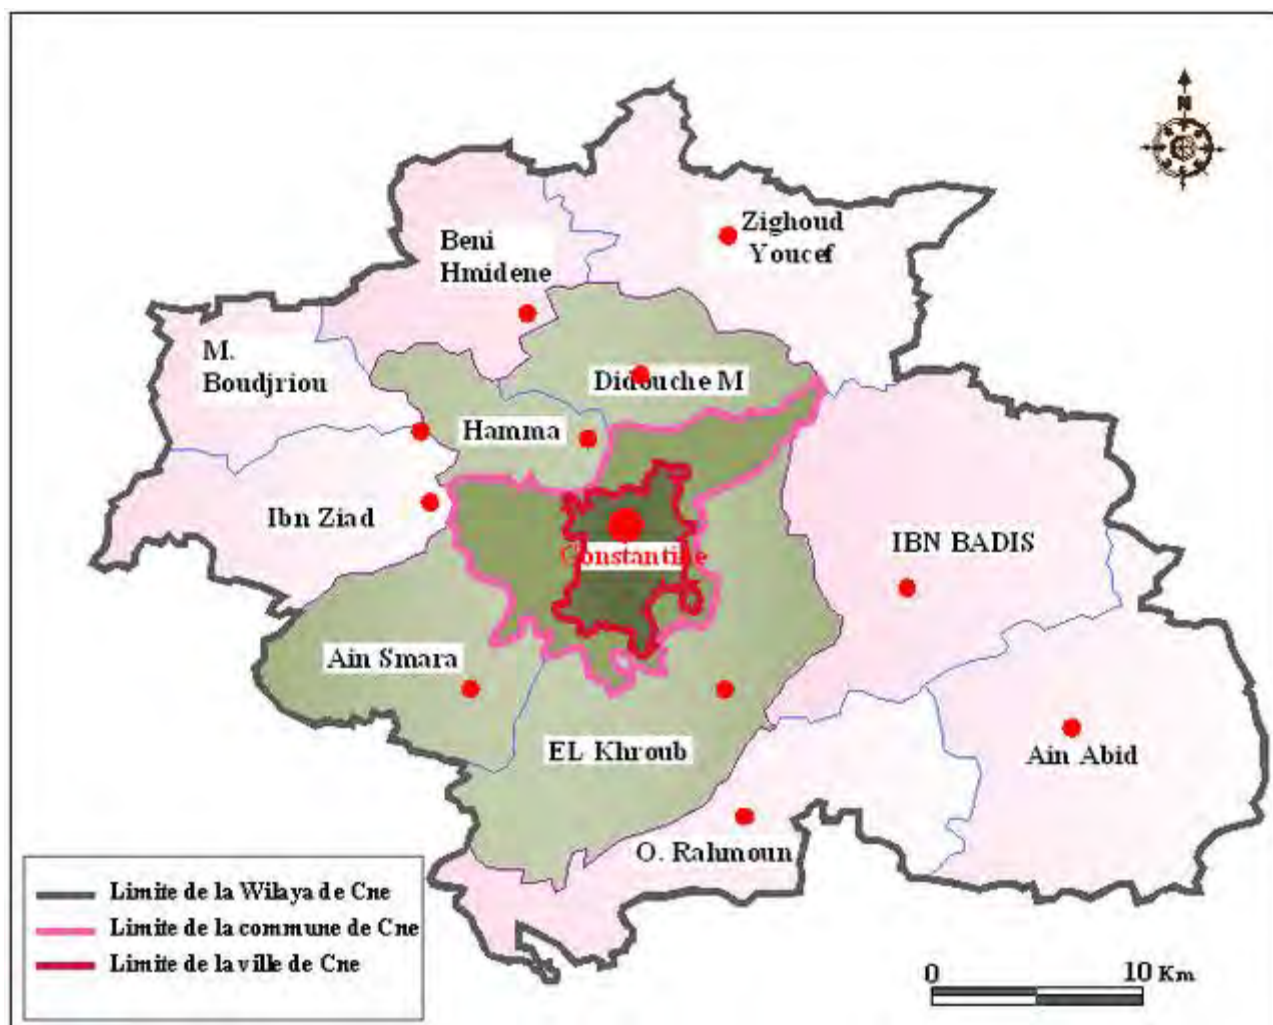 N
Zighoud
Youcef
Beni
Hmidene
M.
Boudjriou
Didouche M
Hamma
Ibn Ziad
IBN BADIS
Constantine
Ain Smara
EL Khroub
Ain Abid
O. Rahmoun
Limite de la Wilaya de Cne
Limite de la commune de Cne
Limite de la ville de Cne
0 10 Km